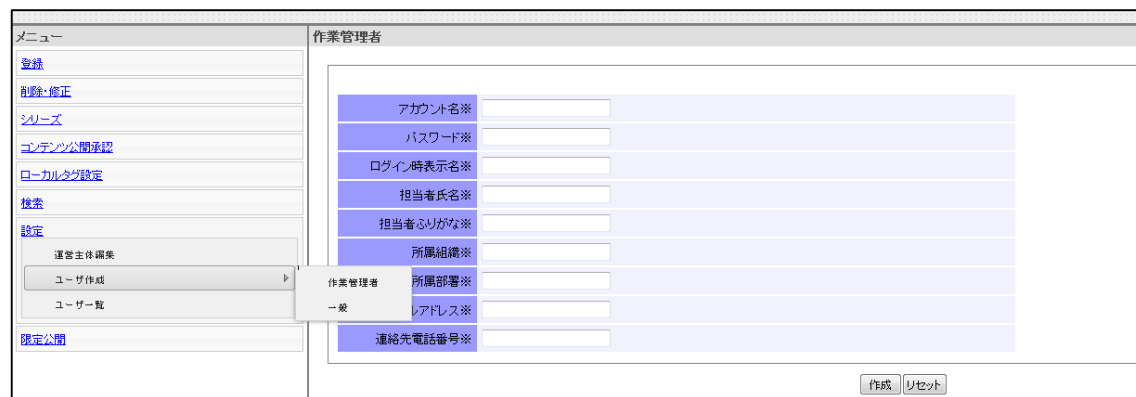 メニュー
登録
削除・修正
シリーズ
コンテンツ公開承認
ローカルタグ設定
検索
設定
運営主体編集
ユーザ作成
ユーザ一覧
限定公開
作業管理者
一般
作業管理者
アカウント名※
パスワード※
ログイン時表示名※
担当者氏名※
担当者ふりがな※
所属組織※
所属部署※
レアドレス※
連絡先電話番号※
作成 リセット